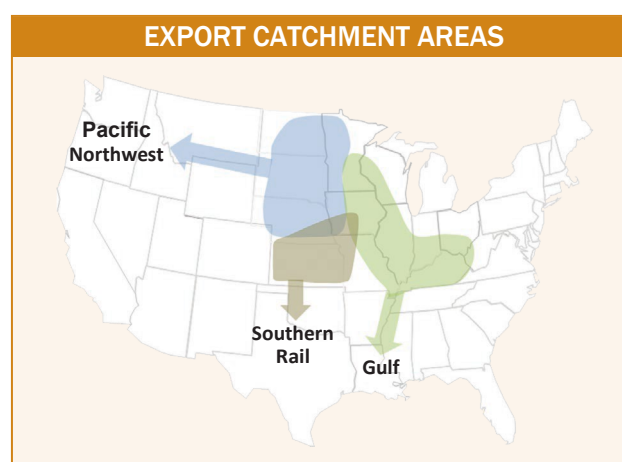 EXPORT CATCHMENT AREAS
Pacific
Northwest
Southern
Rail
Gulf